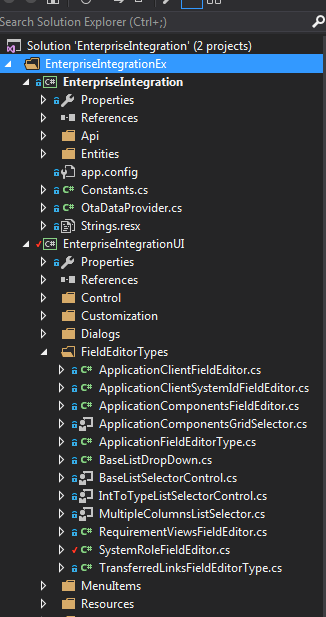 Search Solution Explorer (Ctrl+;)
Solution 'EnterpriseIntegration' (2 projects)
EnterpriseIntegrationEx
EnterpriseIntegration
Properties
References
Api
Entities
app.config
Constants.cs
OtaDataProvider.cs
Strings.resx
EnterpriseIntegrationUI
Properties
References
Control
Customization
Dialogs
FieldEditorTypes
ApplicationClientFieldEditor.cs
ApplicationClientSystemIdFieldEditor.cs
ApplicationComponentsFieldEditor.cs
ApplicationComponentsGridSelector.cs
ApplicationFieldEditorType.cs
BaseListDropDown.cs
BaseListSelectorControl.cs
IntToTypeListSelectorControl.cs
MultipleColumnsListSelector.cs
RequirementViewsFieldEditor.cs
SystemRoleFieldEditor.cs
TransferredLinksFieldEditorType.cs
MenuItems
Resources